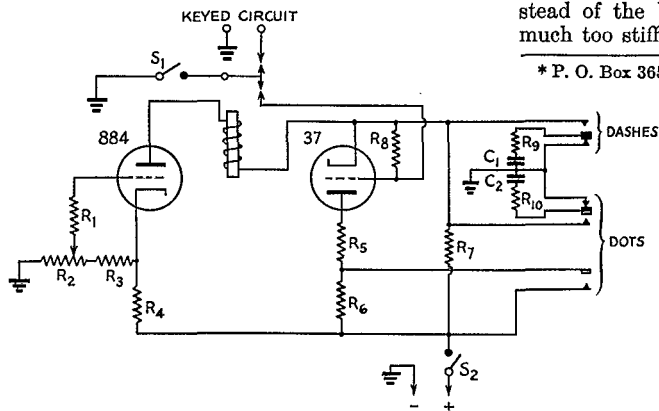 KEYED CIRCUIT
stead of the
much too stiff
* P. O. Box 365
S1
884
37
R8
R9
C1
C2
R10
DASHES
DOTS
R1
R2
R3
R4
R5
R6
R7
S2
- +